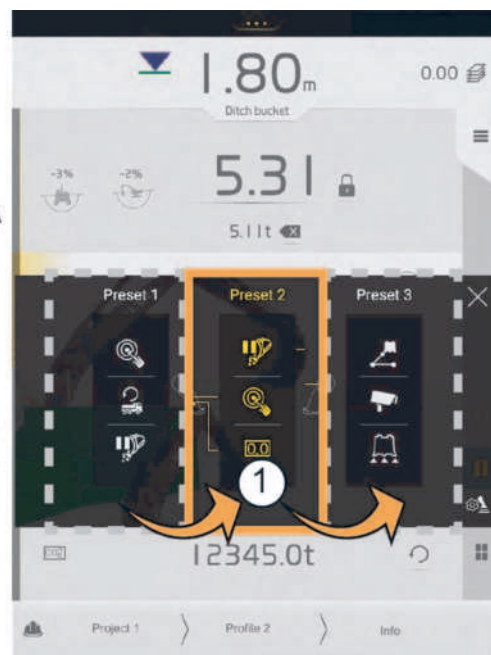 1.80m
0.00
Ditch bucket
-3%
-2%
5.31
5.11t
Preset 1
Preset 2
Preset 3
0.0
1
12345.0t
Project 1
Profile 2
Info